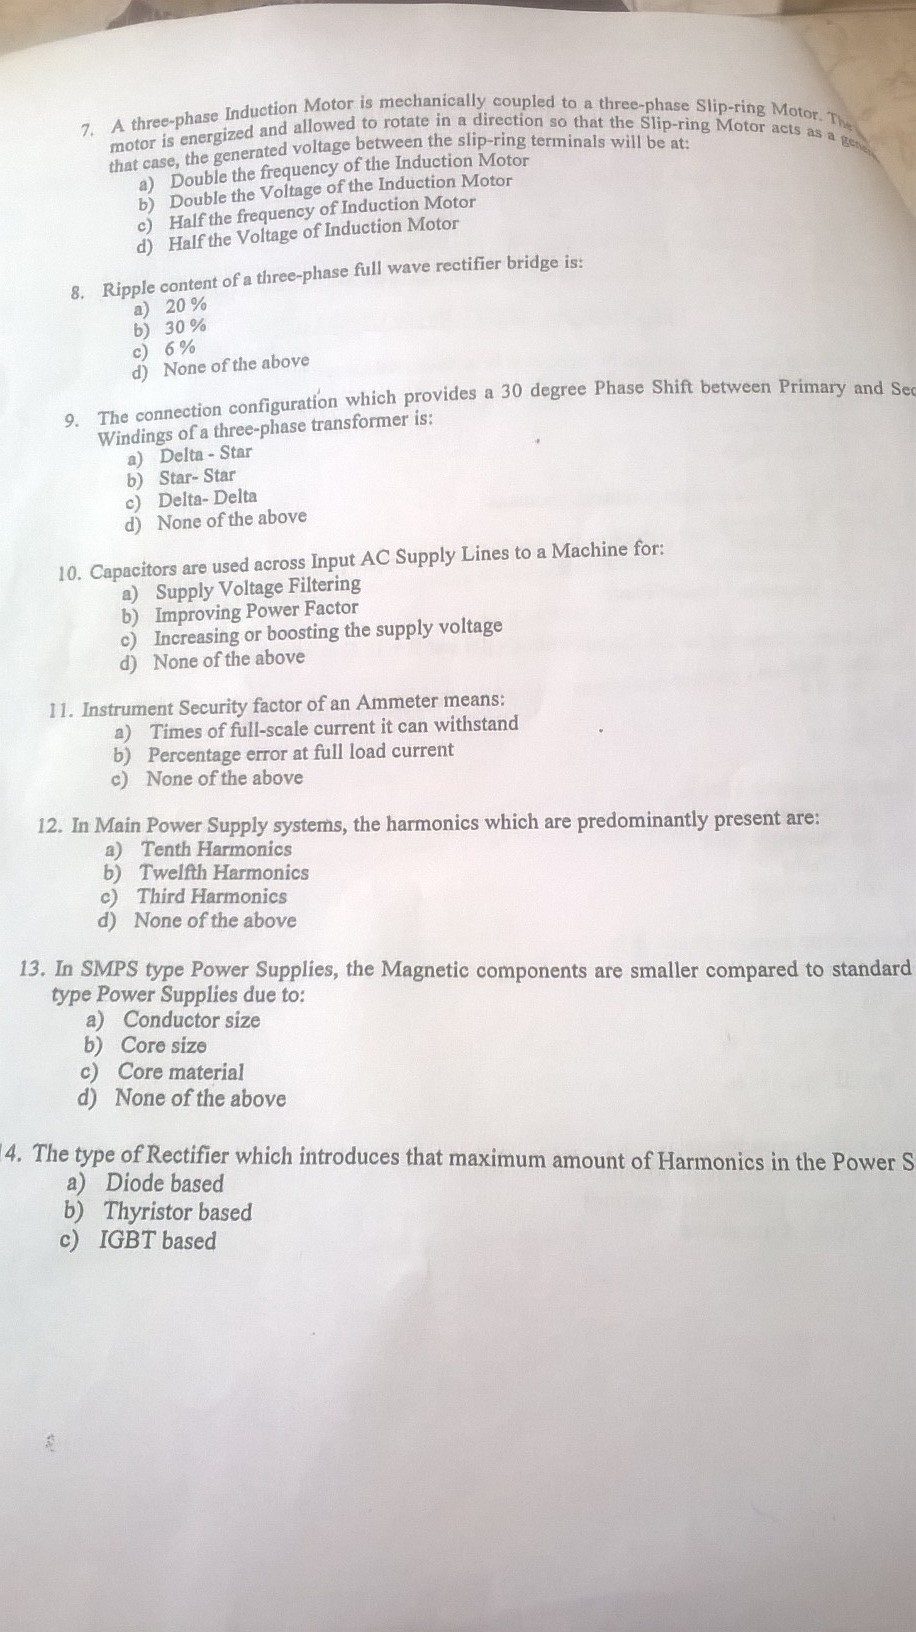 7. A three-phase Induction Motor is mechanically coupled to a three-phase Slip-ring Motor. The
motor is energized and allowed to rotate in a direction so that the Slip-ring Motor acts as a
that case, the generated voltage between the slip-ring terminals will be at:
a) Double the frequency of the Induction Motor
b) Double the Voltage of the Induction Motor
c) Half the frequency of Induction Motor
d) Half the Voltage of Induction Motor
8. Ripple content of a three-phase full wave rectifier bridge is:
a) 20 %
b) 30 %
c) 6 %
d) None of the above
9. The connection configuration which provides a 30 degree Phase Shift between Primary and Sec
Windings of a three-phase transformer is:
a) Delta - Star
b) Star- Star
c) Delta- Delta
d) None of the above
10. Capacitors are used across Input AC Supply Lines to a Machine for:
a) Supply Voltage Filtering
b) Improving Power Factor
c) Increasing or boosting the supply voltage
d) None of the above
11. Instrument Security factor of an Ammeter means:
a) Times of full-scale current it can withstand
b) Percentage error at full load current
c) None of the above
12. In Main Power Supply systems, the harmonics which are predominantly present are:
a) Tenth Harmonics
b) Twelfth Harmonics
c) Third Harmonics
d) None of the above
13. In SMPS type Power Supplies, the Magnetic components are smaller compared to standard
type Power Supplies due to:
a) Conductor size
b) Core size
c) Core material
d) None of the above
4. The type of Rectifier which introduces that maximum amount of Harmonics in the Power S
a) Diode based
b) Thyristor based
c) IGBT based